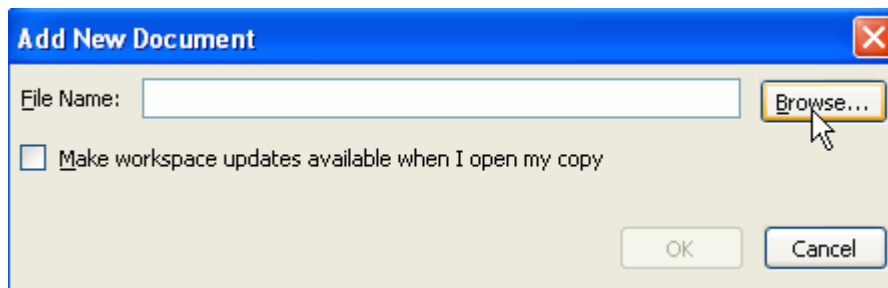 Add New Document
File Name:
Browse...
Make workspace updates available when I open my copy
OK
Cancel